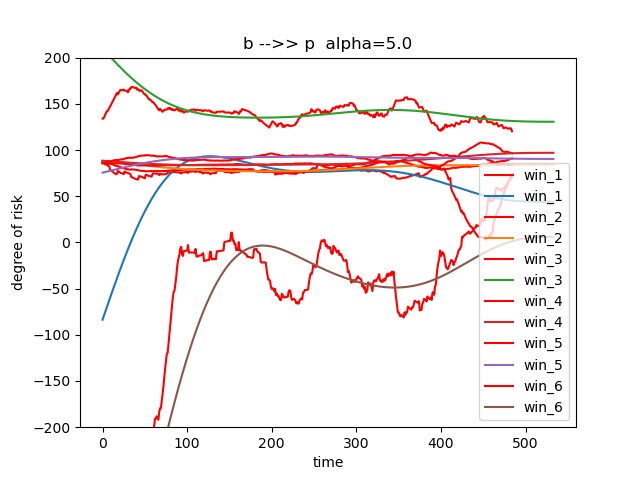 b -->> p  alpha=5.0
degree of risk
200
150
100
50
0
−50
−100
−150
−200
0
100
200
300
400
500
time
win_1
win_1
win_2
win_2
win_3
win_3
win_4
win_4
win_5
win_5
win_6
win_6